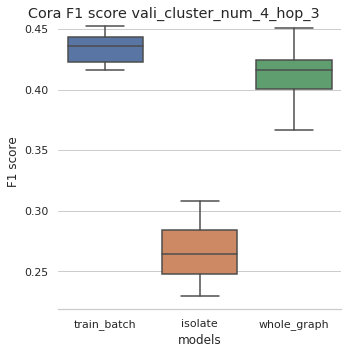 Cora F1 score vali_cluster_num_4_hop_3
0.45
0.40
0.35
0.30
0.25
F1 score
train_batch
isolate
whole_graph
models